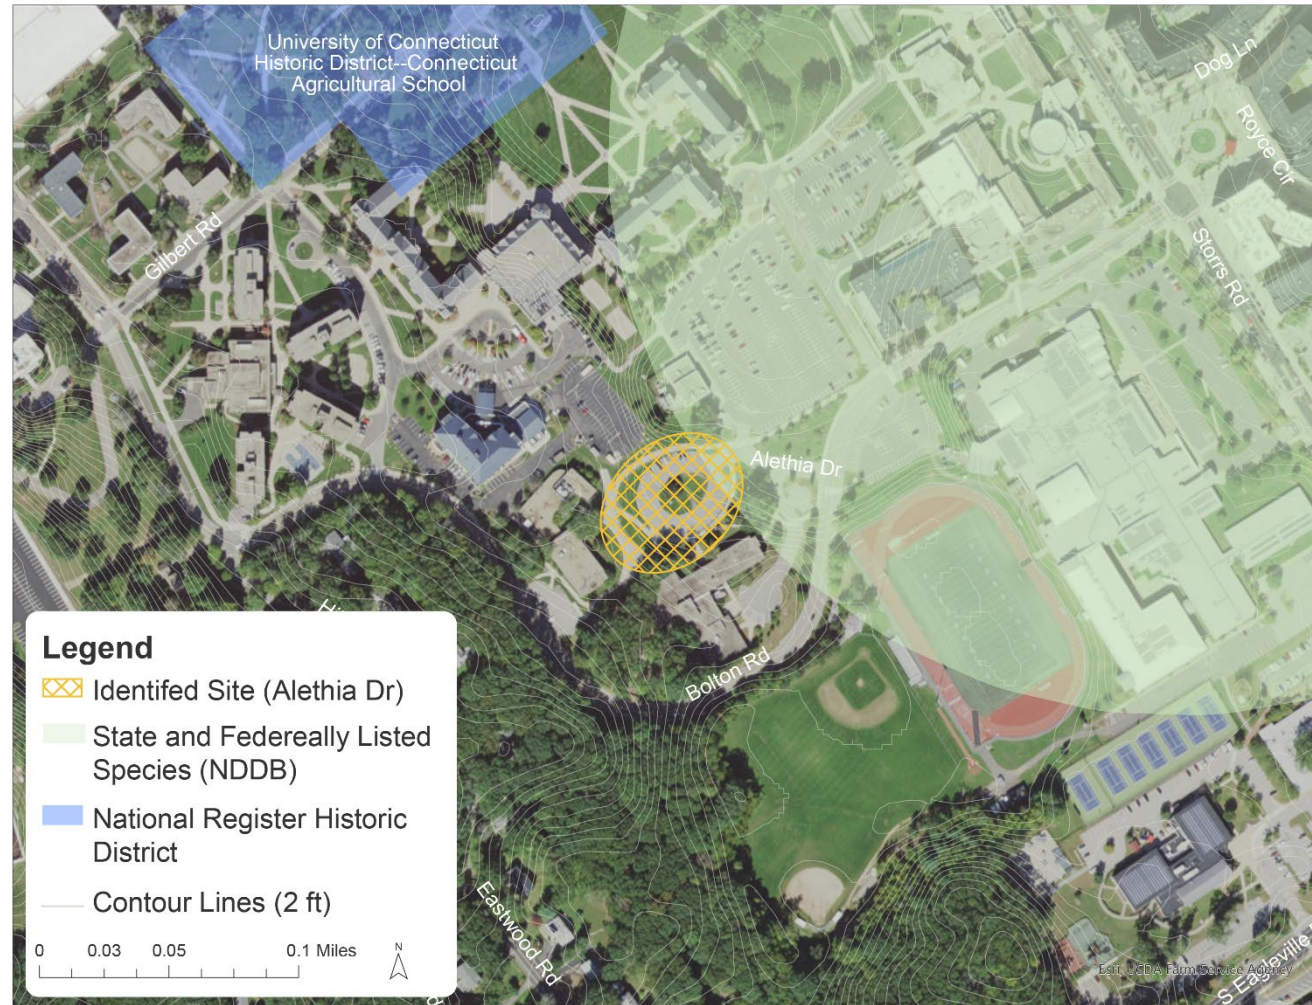 University of Connecticut
Historic District--Connecticut
Agricultural School
Dog Ln
Royce Cir
Gilbert Rd
Storrs Rd
Alethia Dr
Bolton Rd
Legend
Identifed Site (Alethia Dr)
State and Federeally Listed
Species (NDDB)
National Register Historic
District
Contour Lines (2 ft)
0 0.03 0.05 0.1 Miles
N
Eastwood Rd
Esri, USDA Farm Service Agency
S Eagleville